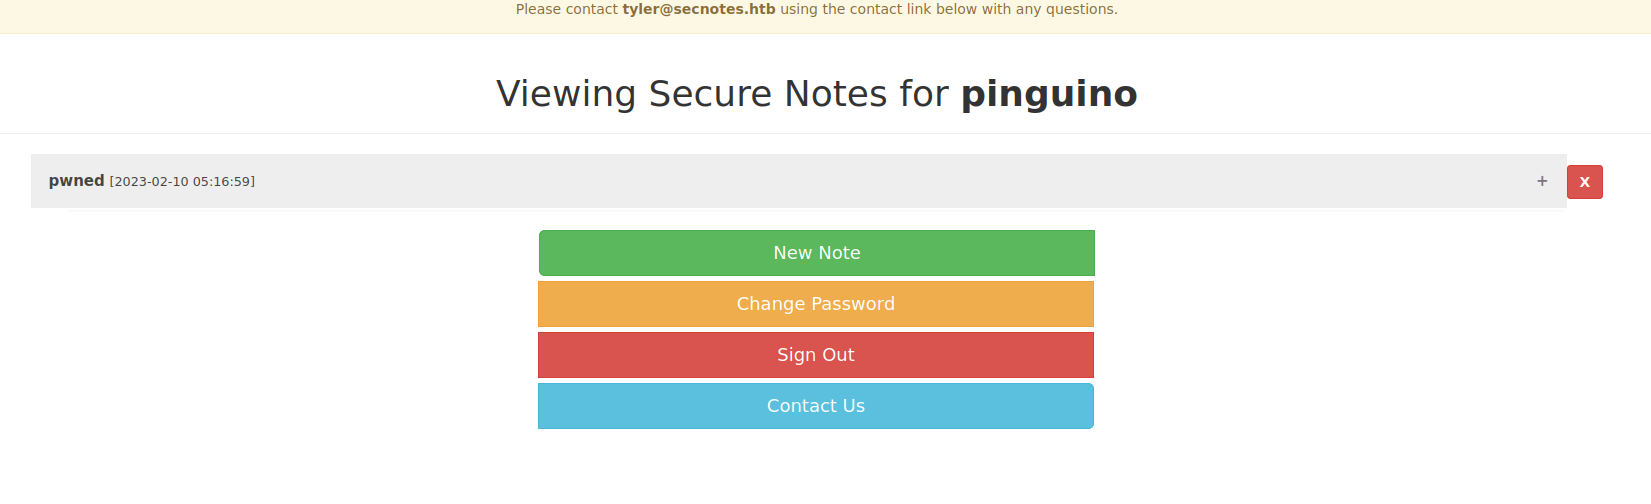 Please contact tyler@secnotes.htb using the contact link below with any questions.
Viewing Secure Notes for pinguino
pwned [2023-02-10 05:16:59] + X
New Note
Change Password
Sign Out
Contact Us